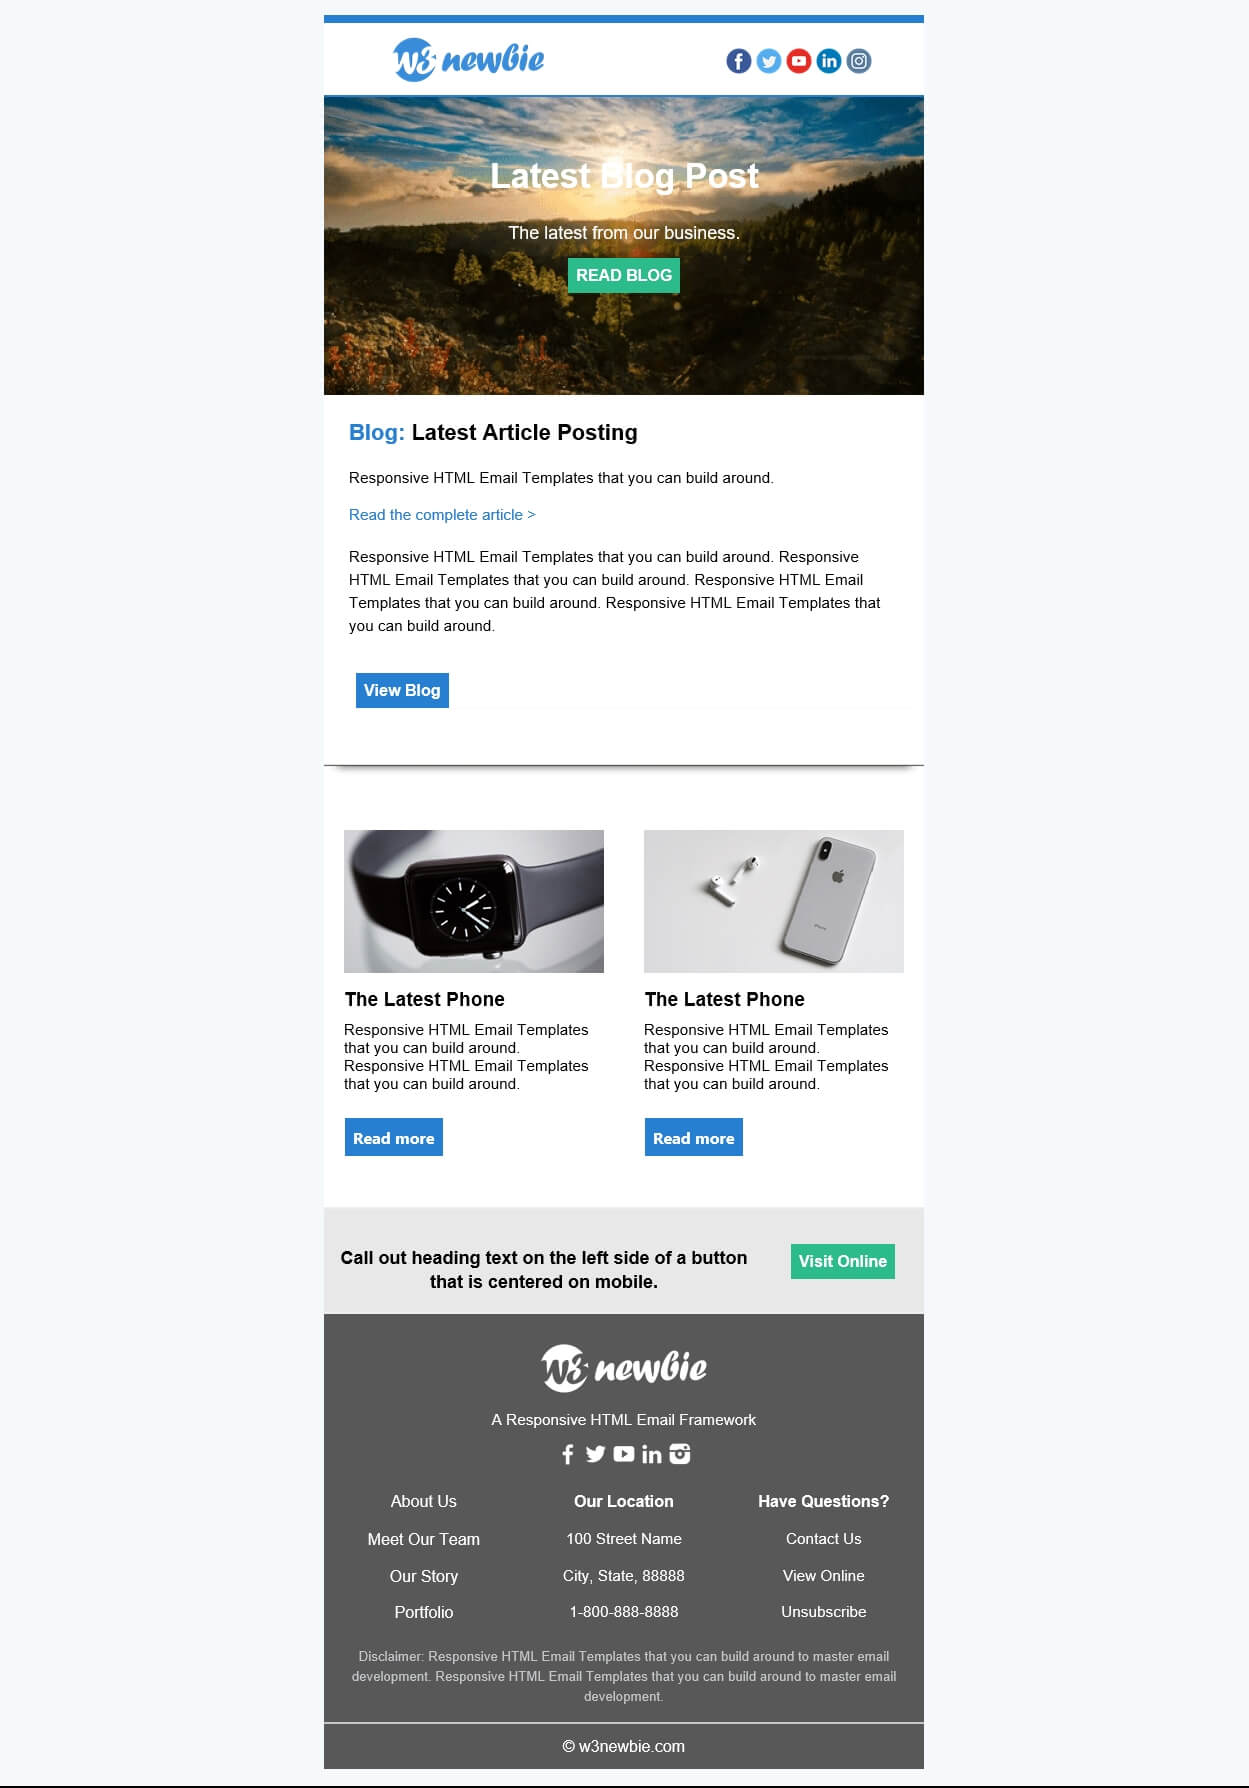 W3 newbie
Latest Blog Post
The latest from our business.
READ BLOG
Blog: Latest Article Posting
Responsive HTML Email Templates that you can build around.
Read the complete article >
Responsive HTML Email Templates that you can build around. Responsive
HTML Email Templates that you can build around. Responsive HTML Email
Templates that you can build around. Responsive HTML Email Templates that
you can build around.
View Blog
The Latest Phone
Responsive HTML Email Templates
that you can build around.
Responsive HTML Email Templates
that you can build around.
Read more
The Latest Phone
Responsive HTML Email Templates
that you can build around.
Responsive HTML Email Templates
that you can build around.
Read more
Call out heading text on the left side of a button
that is centered on mobile.
Visit Online
W3 newbie
A Responsive HTML Email Framework
About Us
Meet Our Team
Our Story
Portfolio
Our Location
100 Street Name
City, State, 88888
1-800-888-8888
Have Questions?
Contact Us
View Online
Unsubscribe
Disclaimer: Responsive HTML Email Templates that you can build around to master email
development. Responsive HTML Email Templates that you can build around to master email
development.
© w3newbie.com